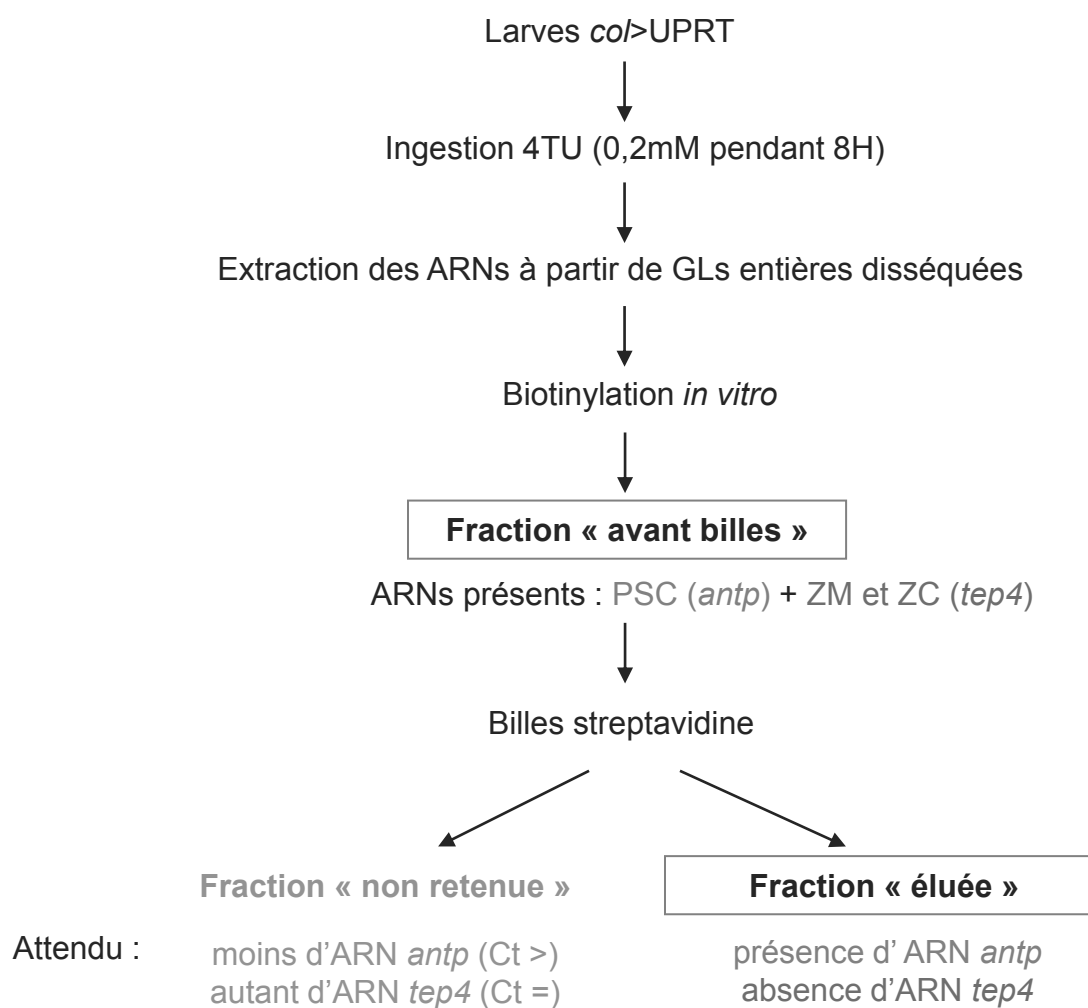 Larves col>UPRT
Ingestion 4TU (0,2mM pendant 8H)
Extraction des ARNs à partir de GLs entières disséquées
Biotinylation in vitro
Fraction « avant billes »
ARNs présents : PSC (antp) + ZM et ZC (tep4)
Billes streptavidine
Fraction « non retenue »
Fraction « éluée »
Attendu :
moins d’ARN antp (Ct >)
autant d’ARN tep4 (Ct =)
présence d’ ARN antp
absence d’ARN tep4